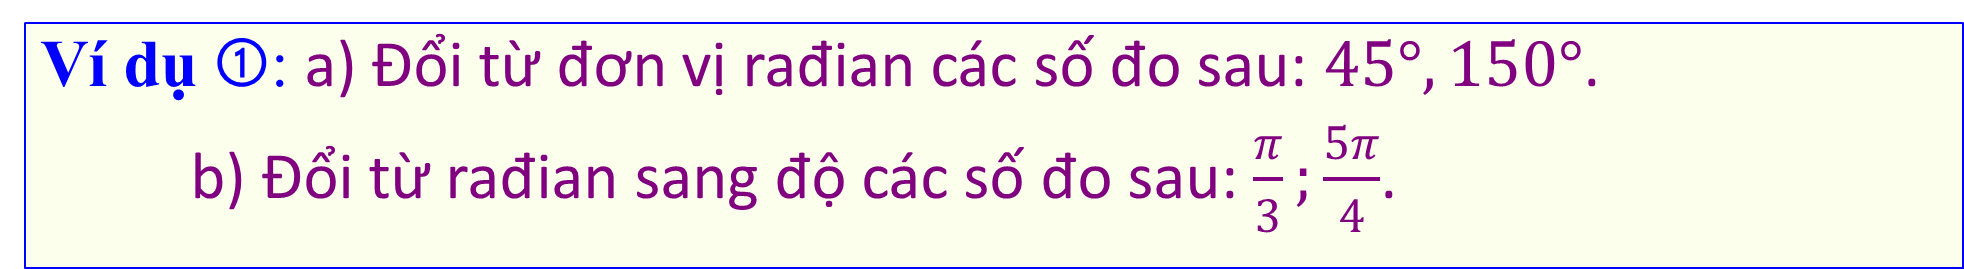 Ví dụ ①: a) Đổi từ đơn vị rađian các số đo sau: 45°, 150°.
b) Đổi từ rađian sang độ các số đo sau: π/3 ; 5π/4.